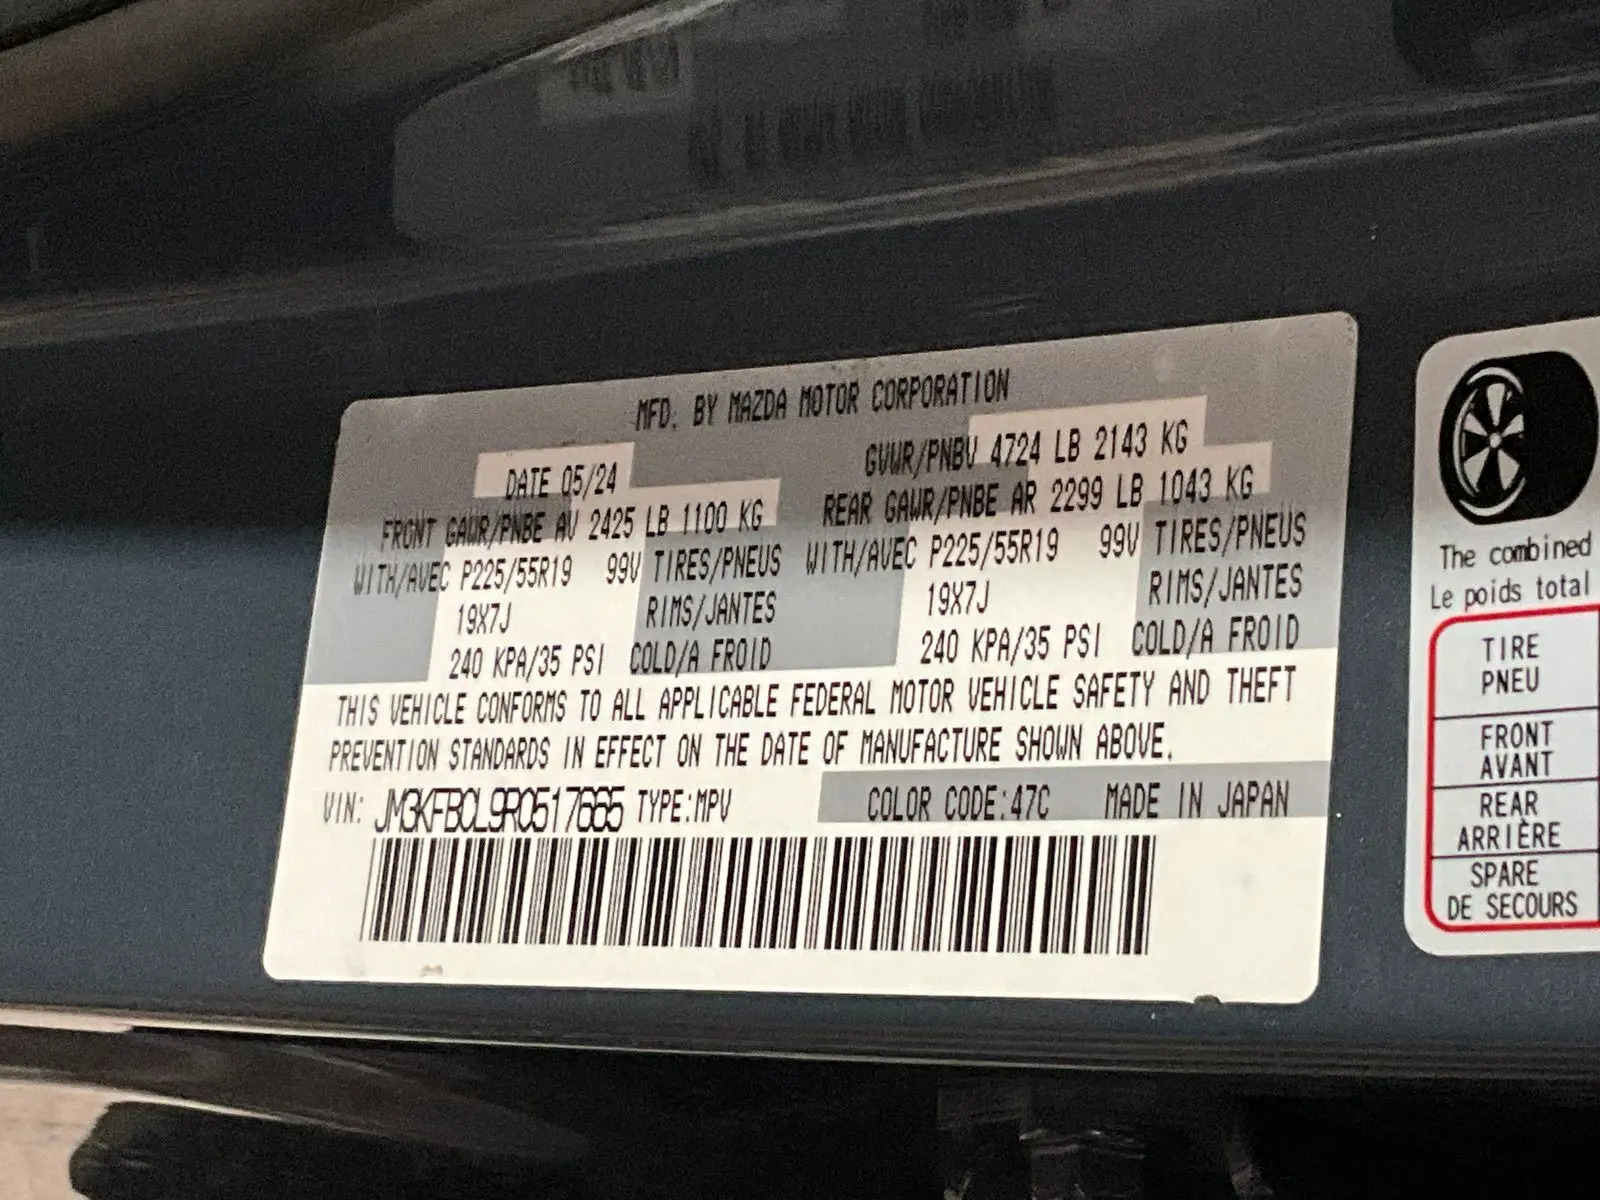 MFD. BY MAZDA MOTOR CORPORATION
DATE 05/24 GVWR/PNBV 4724 LB 2143 KG
FRONT GAWR/PNBE AV 2425 LB 1100 KG REAR GAWR/PNBE AR 2299 LB 1043 KG
WITH/AVEC P225/55R19 99V TIRES/PNEUS WITH/AVEC P225/55R19 99V TIRES/PNEUS
19X7J RIMS/JANTES 19X7J RIMS/JANTES
240 KPA/35 PSI COLD/A FROID 240 KPA/35 PSI COLD/A FROID
THIS VEHICLE CONFORMS TO ALL APPLICABLE FEDERAL MOTOR VEHICLE SAFETY AND THEFT
PREVENTION STANDARDS IN EFFECT ON THE DATE OF MANUFACTURE SHOWN ABOVE.
VIN: JM3KFBCL9R0517665 TYPE:MPV COLOR CODE:47C MADE IN JAPAN
The combined
Le poids total
TIRE
PNEU
FRONT
AVANT
REAR
ARRIÈRE
SPARE
DE SECOURS